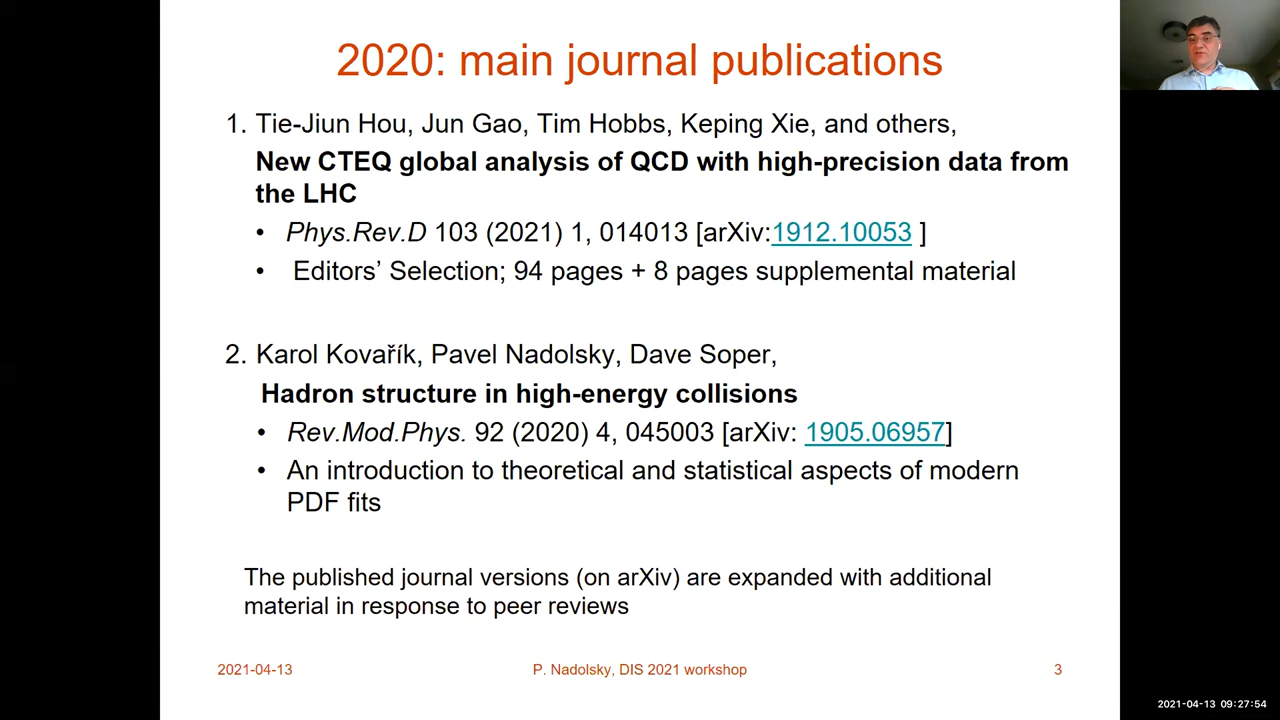 2020: main journal publications
1. Tie-Jiun Hou, Jun Gao, Tim Hobbs, Keping Xie, and others,
New CTEQ global analysis of QCD with high-precision data from
the LHC
• Phys.Rev.D 103 (2021) 1, 014013 [arXiv:1912.10053 ]
• Editors’ Selection; 94 pages + 8 pages supplemental material
2. Karol Kovařík, Pavel Nadolsky, Dave Soper,
Hadron structure in high-energy collisions
• Rev.Mod.Phys. 92 (2020) 4, 045003 [arXiv: 1905.06957]
• An introduction to theoretical and statistical aspects of modern
PDF fits
The published journal versions (on arXiv) are expanded with additional
material in response to peer reviews
2021-04-13
P. Nadolsky, DIS 2021 workshop
3
2021-04-13 09:27:54